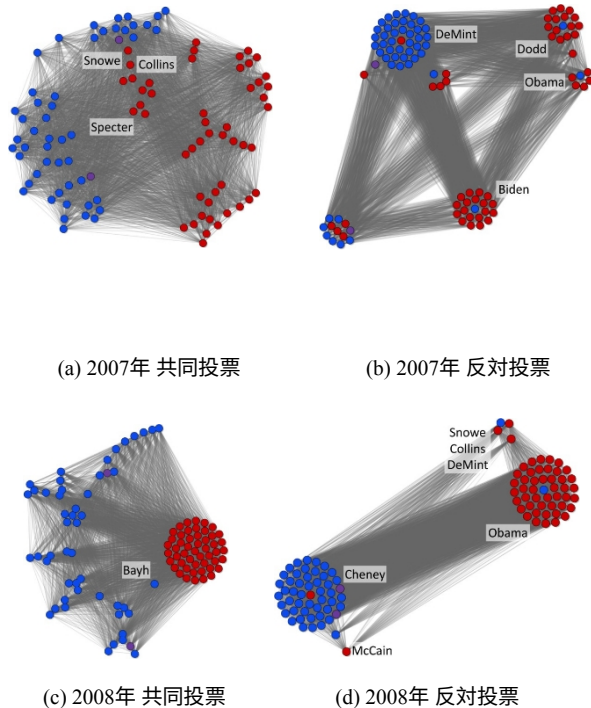 Snowe
Collins
Specter
DeMint
Dodd
Obama
Biden
(a) 2007年 共同投票
(b) 2007年 反対投票
Bayh
Snowe
Collins
DeMint
Obama
Cheney
McCain
(c) 2008年 共同投票
(d) 2008年 反対投票